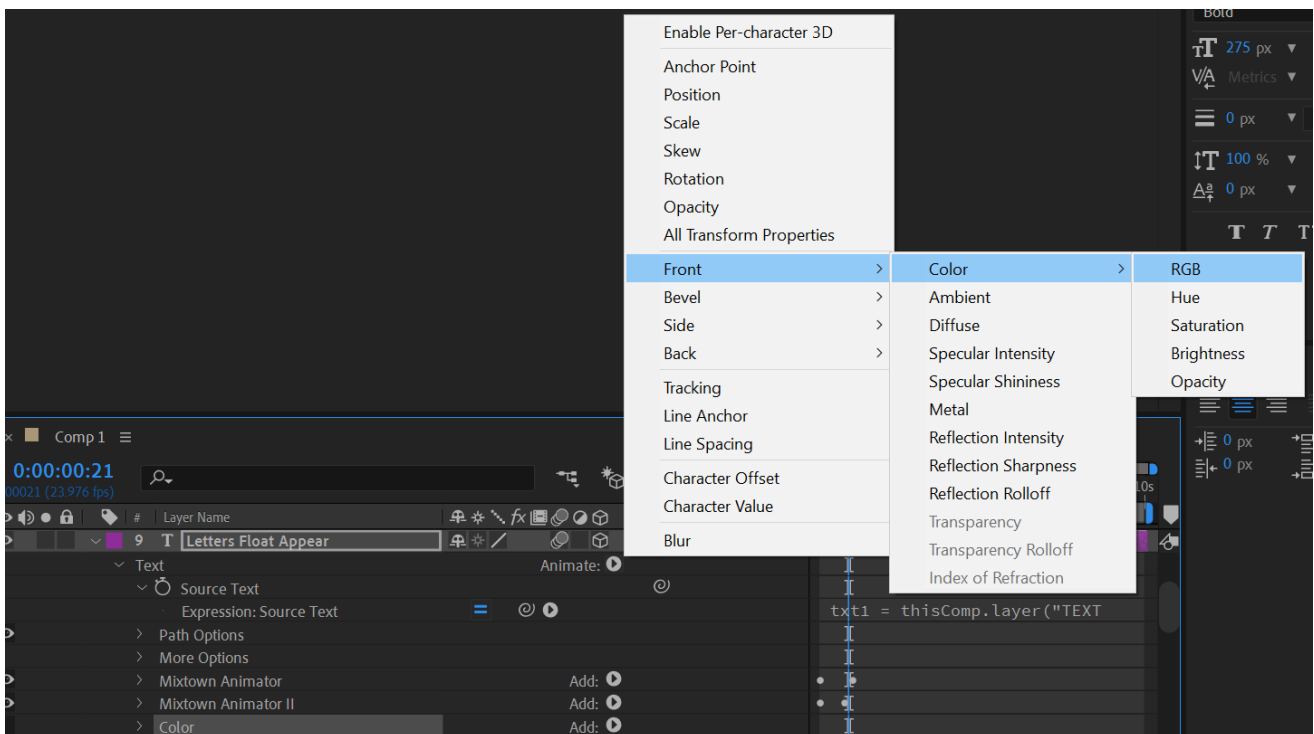 Enable Per-character 3D
Anchor Point
Position
Scale
Skew
Rotation
Opacity
All Transform Properties
Front
Bevel
Side
Back
Tracking
Line Anchor
Line Spacing
Character Offset
Character Value
Blur
Color
Ambient
Diffuse
Specular Intensity
Specular Shininess
Metal
Reflection Intensity
Reflection Sharpness
Reflection Rolloff
Transparency
Transparency Rolloff
Index of Refraction
RGB
Hue
Saturation
Brightness
Opacity
Bold
275 px
Metrics
0 px
100 %
0 px
0 px
0 px
Comp 1
0:00:00:21
00021 (23.976 fps)
10s
# Layer Name
9 T Letters Float Appear
Text Animate:
Source Text
Expression: Source Text txt1 = thisComp.layer("TEXT
Path Options
More Options
Mixtown Animator Add:
Mixtown Animator II Add:
Color Add: